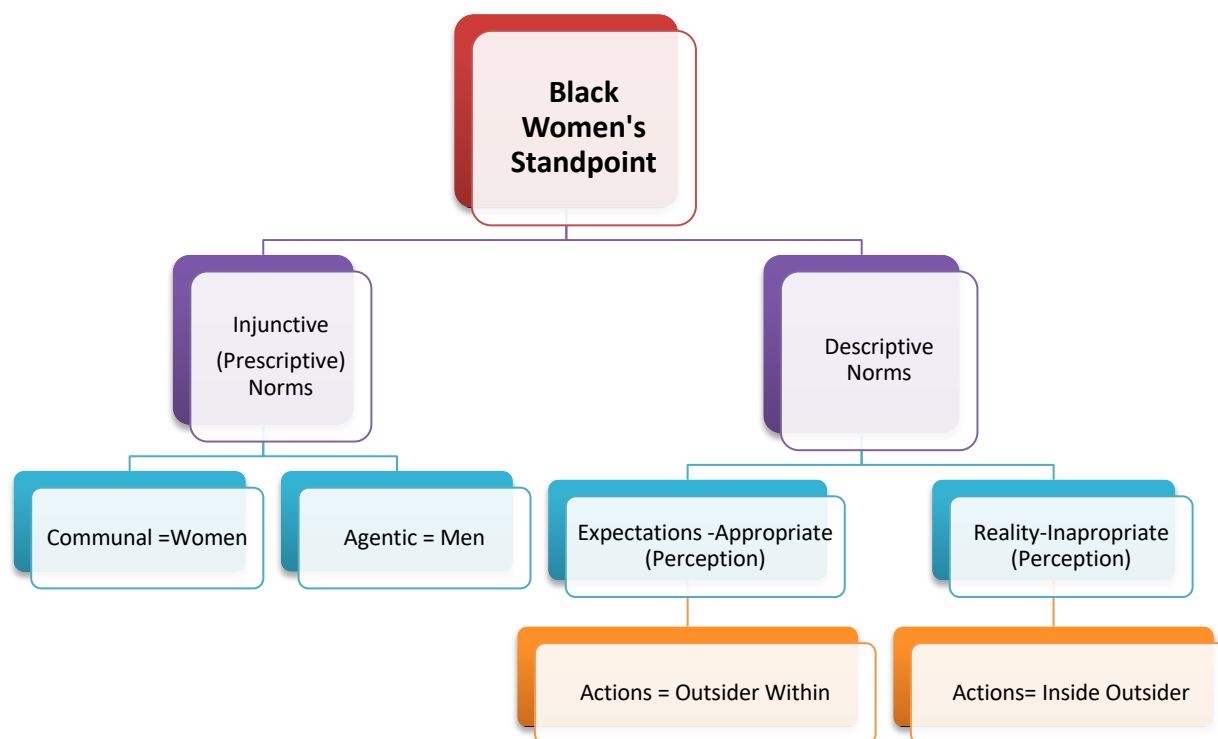 Black
Women's
Standpoint
Injunctive
(Prescriptive)
Norms
Descriptive
Norms
Communal =Women
Agentic = Men
Expectations -Appropriate
(Perception)
Reality-Inapropriate
(Perception)
Actions = Outsider Within
Actions= Inside Outsider